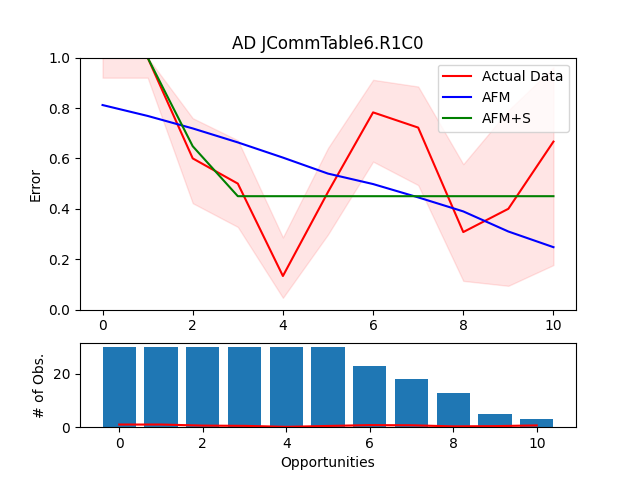 AD JCommTable6.R1C0
1.0
0.8
0.6
0.4
0.2
0.0
Error
Actual Data
AFM
AFM+S
0 2 4 6 8 10
20
0
# of Obs.
0 2 4 6 8 10
Opportunities